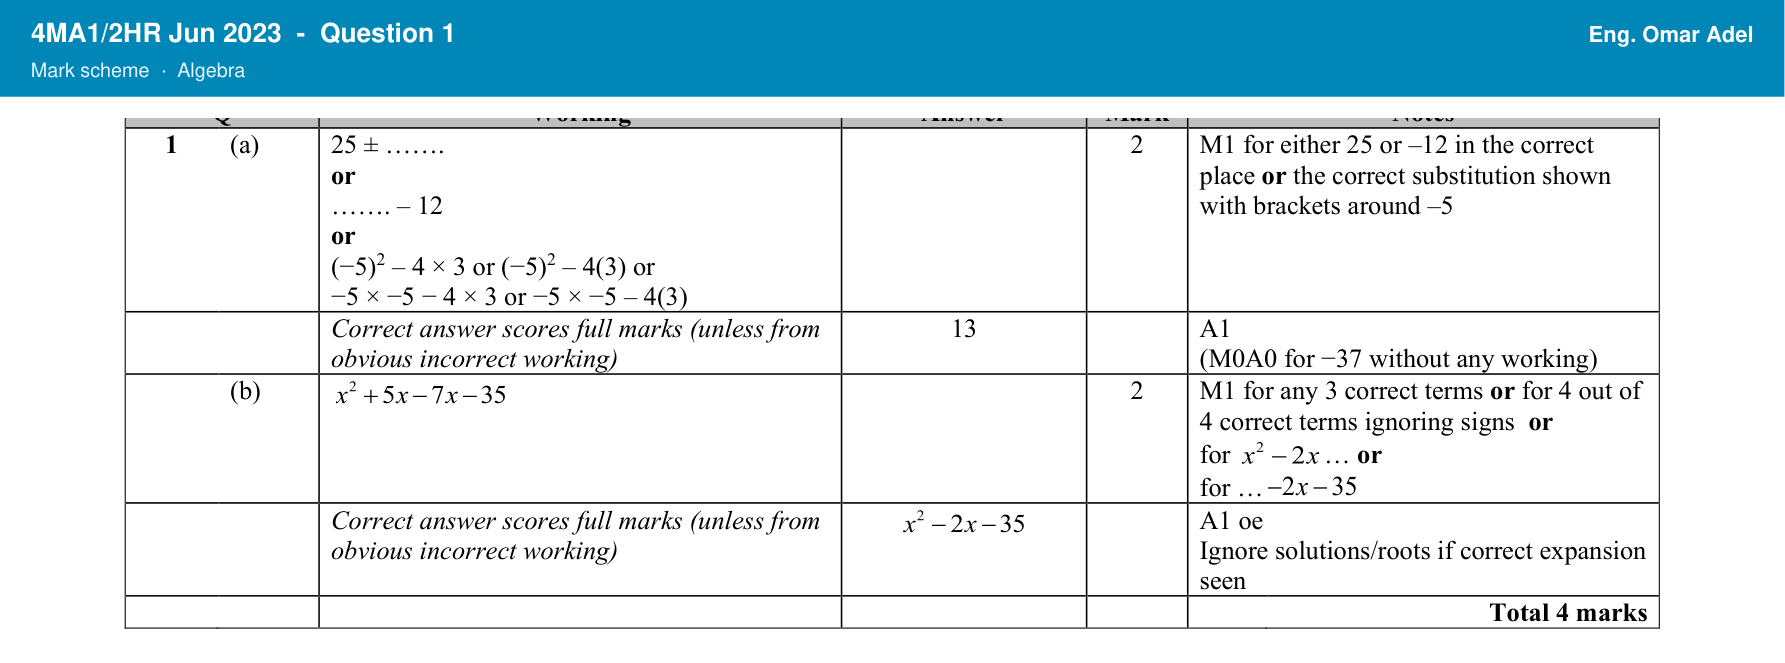 4MA1/2HR Jun 2023 - Question 1
Eng. Omar Adel
Mark scheme · Algebra
Q Working Answer Mark Notes
1 (a) 25 ± ……. 2 M1 for either 25 or –12 in the correct
or place or the correct substitution shown
……. – 12 with brackets around –5
or
(−5)² – 4 × 3 or (−5)² – 4(3) or
−5 × −5 − 4 × 3 or −5 × −5 – 4(3)
Correct answer scores full marks (unless from 13 A1
obvious incorrect working) (M0A0 for −37 without any working)
(b) x² + 5x − 7x − 35 2 M1 for any 3 correct terms or for 4 out of
4 correct terms ignoring signs or
for x² − 2x … or
for … −2x − 35
Correct answer scores full marks (unless from x² − 2x − 35 A1 oe
obvious incorrect working) Ignore solutions/roots if correct expansion
seen
Total 4 marks